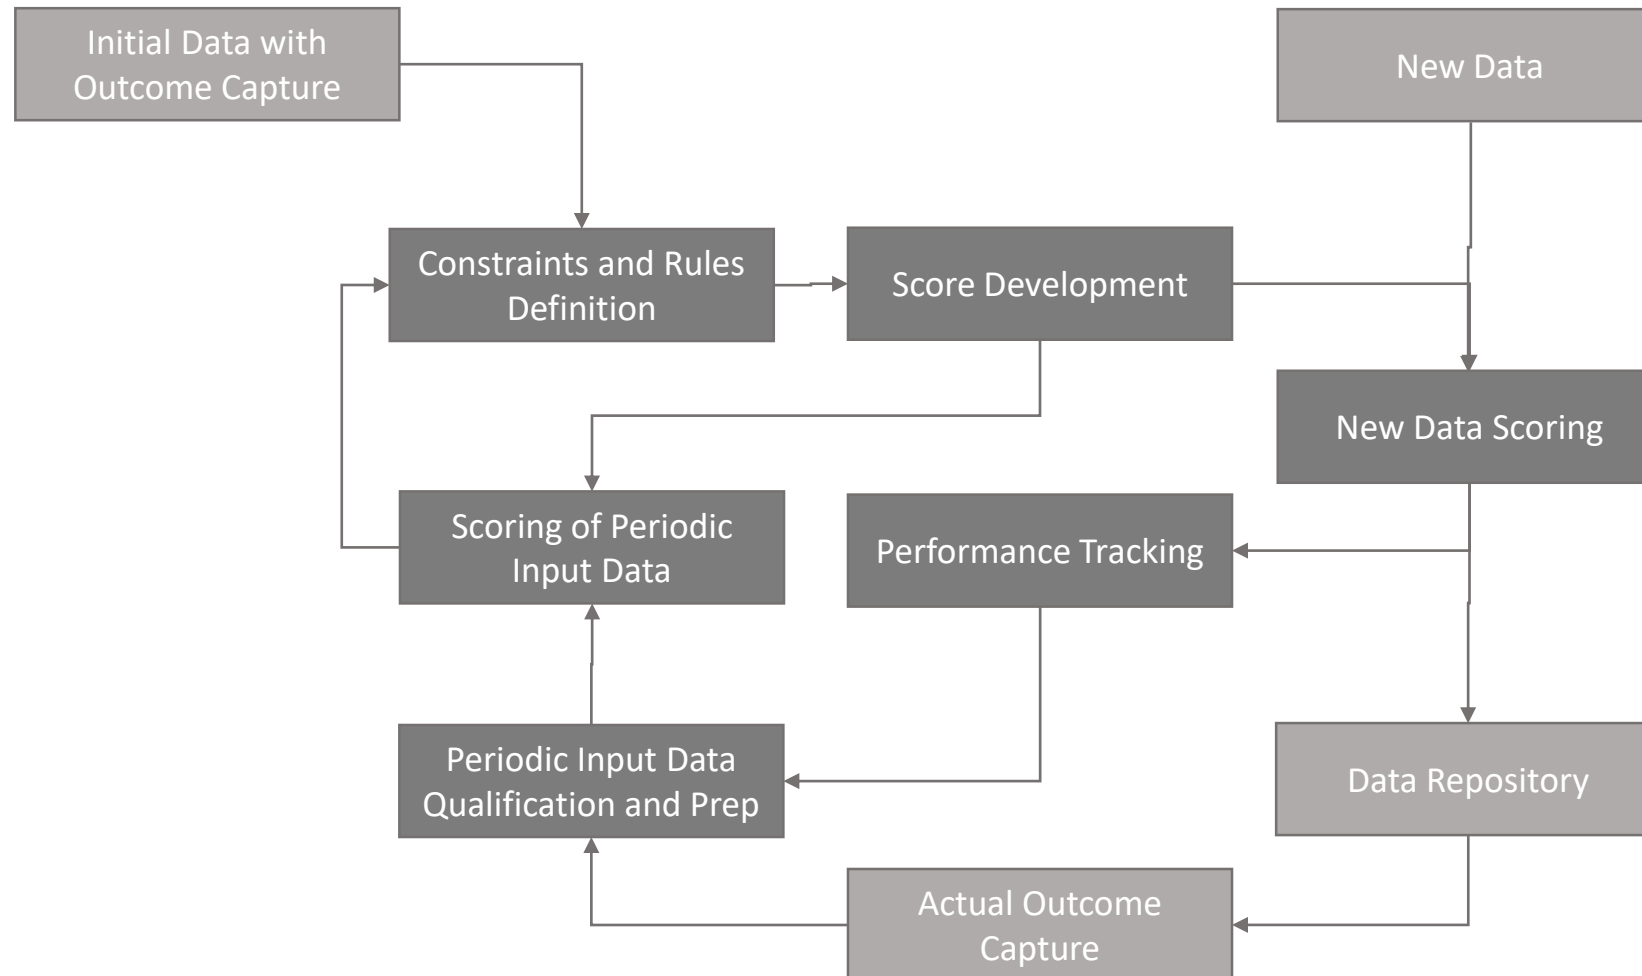 Initial Data with
Outcome Capture
New Data
Constraints and Rules
Definition
Score Development
New Data Scoring
Scoring of Periodic
Input Data
Performance Tracking
Periodic Input Data
Qualification and Prep
Data Repository
Actual Outcome
Capture